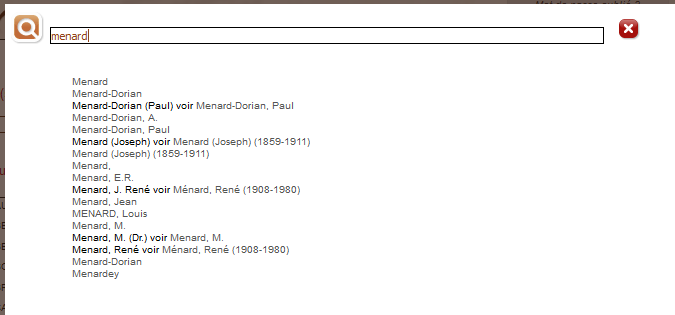 menard
Menard
Menard-Dorian
Menard-Dorian (Paul) voir Menard-Dorian, Paul
Menard-Dorian, A.
Menard-Dorian, Paul
Menard (Joseph) voir Menard (Joseph) (1859-1911)
Menard (Joseph) (1859-1911)
Menard,
Menard, E.R.
Menard, J. René voir Ménard, René (1908-1980)
Menard, Jean
MENARD, Louis
Menard, M.
Menard, M. (Dr.) voir Menard, M.
Menard, René voir Ménard, René (1908-1980)
Menard-Dorian
Menardey